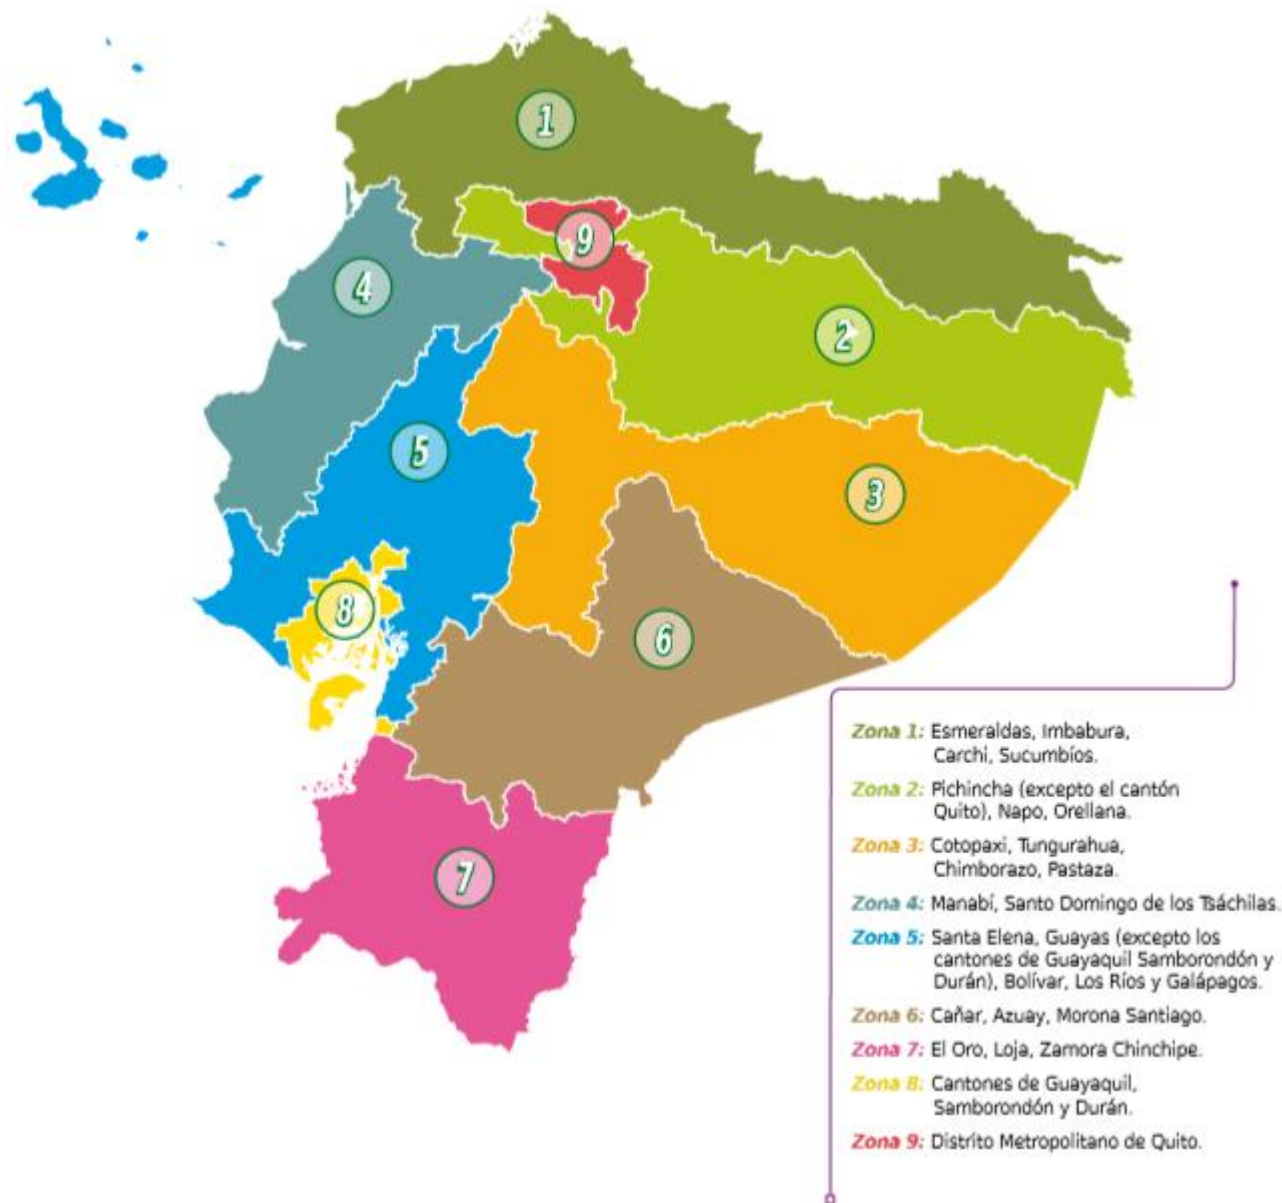 1
9
4
2
5
3
8
6
7
Zona 1: Esmeraldas, Imbabura,
Carchi, Sucumbíos.
Zona 2: Pichincha (excepto el cantón
Quito), Napo, Orellana.
Zona 3: Cotopaxi, Tungurahua,
Chimborazo, Pastaza.
Zona 4: Manabí, Santo Domingo de los Tsáchilas.
Zona 5: Santa Elena, Guayas (excepto los
cantones de Guayaquil Samborondón y
Durán), Bolívar, Los Ríos y Galápagos.
Zona 6: Cañar, Azuay, Morona Santiago.
Zona 7: El Oro, Loja, Zamora Chinchipe.
Zona 8: Cantones de Guayaquil,
Samborondón y Durán.
Zona 9: Distrito Metropolitano de Quito.